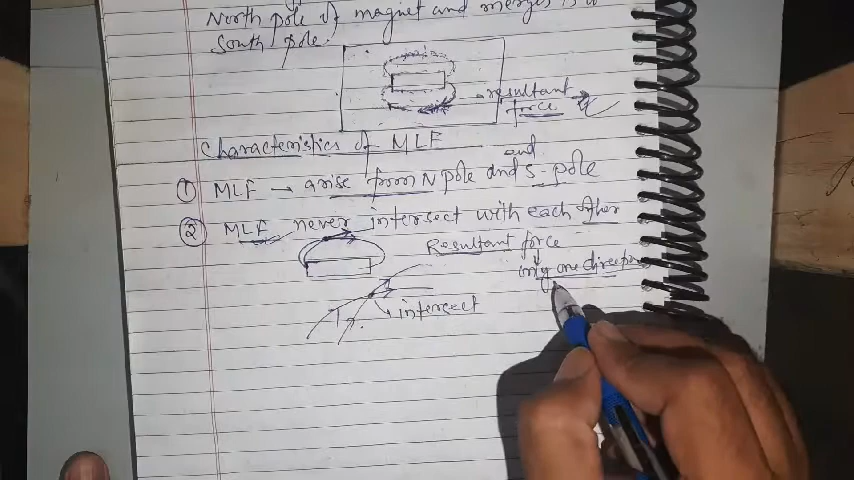 North pole of magnet and merges is a
South pole.
resultant
force
Characteristics of MLF
and
① MLF → arise from N pole and S-pole
② MLF never intersect with each other
Resultant force
only one direction
intersect